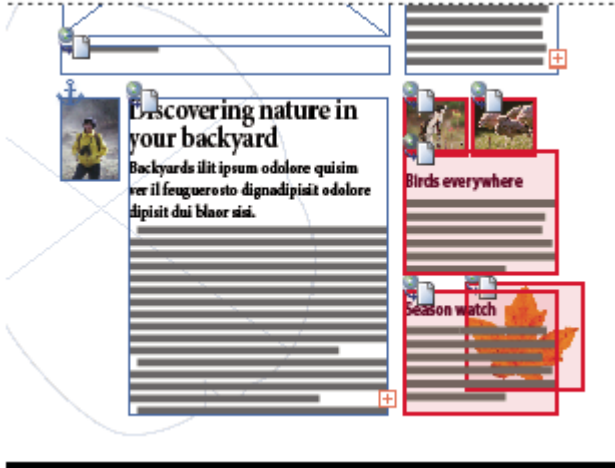 Discovering nature in
your backyard
Backyards ilit ipsum odolore quisim
ver il feuguerosto dignadipisit odolore
dipisit dui blaor sisi.
Birds everywhere
Season watch